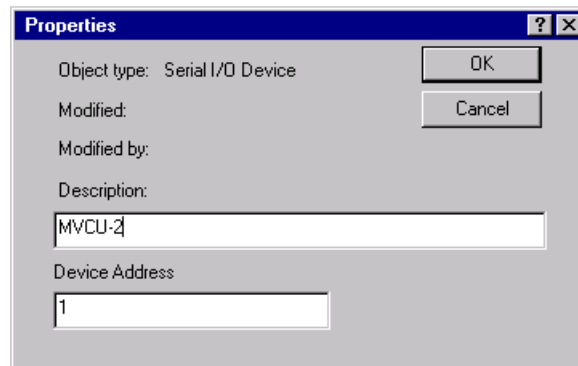 Properties
Object type: Serial I/O Device
OK
Modified:
Cancel
Modified by:
Description:
MVCU-2
Device Address
1